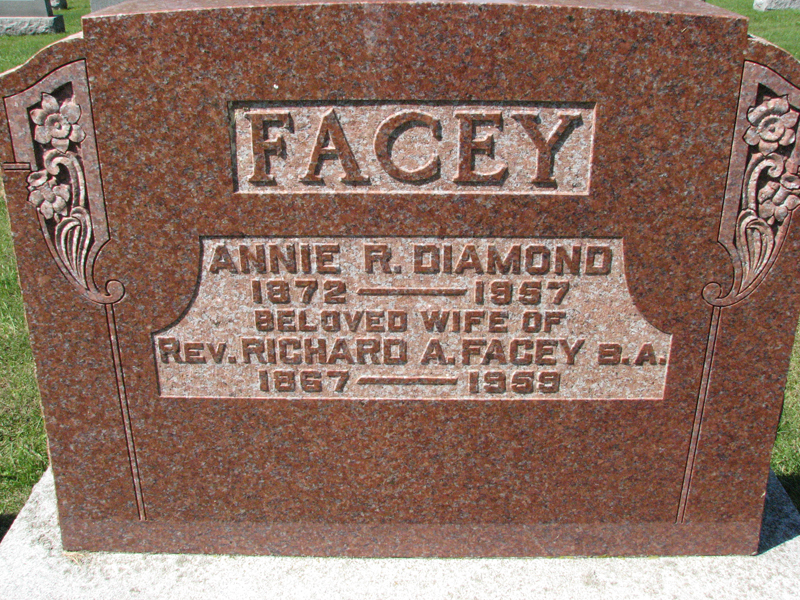 FACEY
ANNIE R. DIAMOND
1872 — 1957
BELOVED WIFE OF
REV. RICHARD A. FACEY B.A.
1867 — 1959